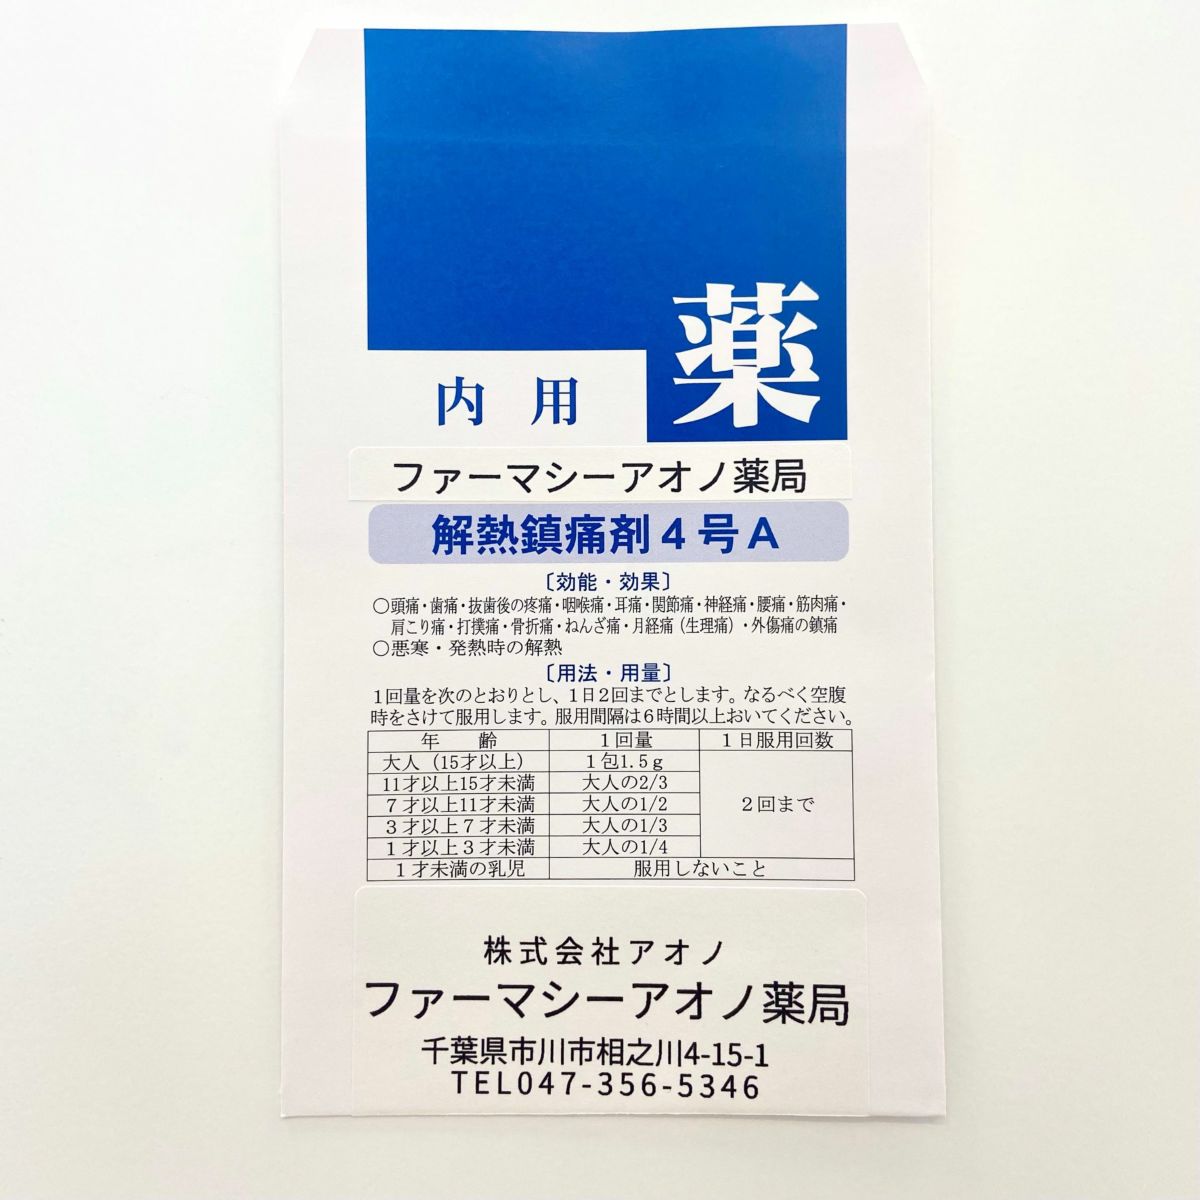 薬
内用
ファーマシーアオノ薬局
解熱鎮痛剤４号Ａ
〔効能・効果〕
○頭痛・歯痛・抜歯後の疼痛・咽喉痛・耳痛・関節痛・神経痛・腰痛・筋肉痛・
肩こり痛・打撲痛・骨折痛・ねんざ痛・月経痛（生理痛）・外傷痛の鎮痛
○悪寒・発熱時の解熱
〔用法・用量〕
１回量を次のとおりとし、１日２回までとします。なるべく空腹
時をさけて服用します。服用間隔は６時間以上おいてください。
年　齢　１回量　１日服用回数
大人（15才以上）　１包1.5ｇ
11才以上15才未満　大人の2/3
７才以上11才未満　大人の1/2　２回まで
３才以上７才未満　大人の1/3
１才以上３才未満　大人の1/4
１才未満の乳児　服用しないこと
株式会社アオノ
ファーマシーアオノ薬局
千葉県市川市相之川4-15-1
TEL047-356-5346